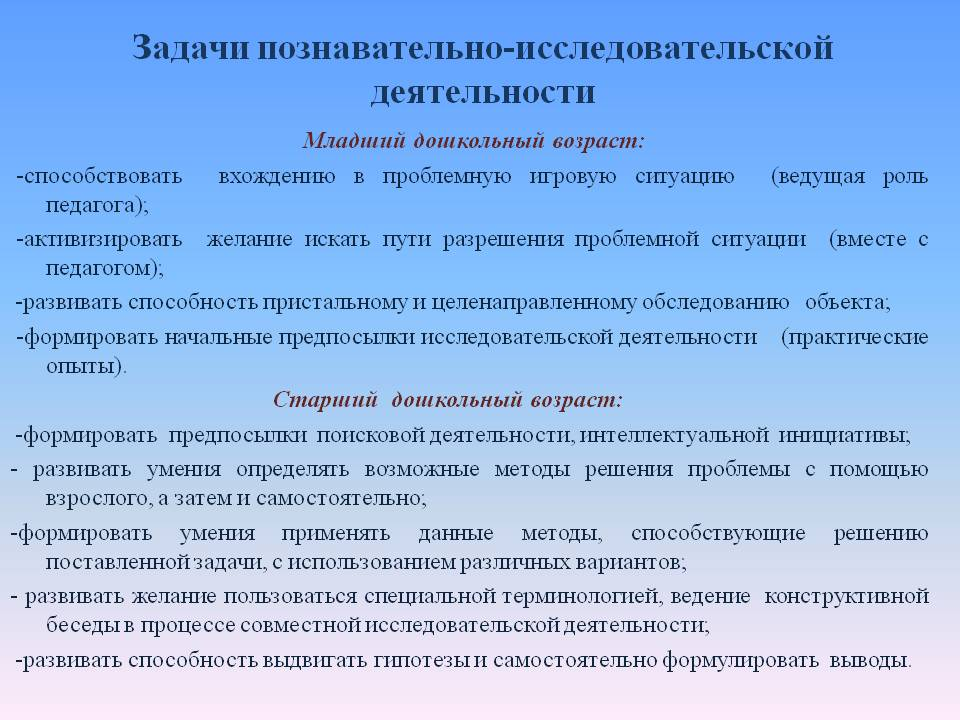 Задачи познавательно-исследовательской
деятельности
Младший дошкольный возраст:
-способствовать вхождению в проблемную игровую ситуацию (ведущая роль
педагога);
-активизировать желание искать пути разрешения проблемной ситуации (вместе с
педагогом);
-развивать способность пристальному и целенаправленному обследованию объекта;
-формировать начальные предпосылки исследовательской деятельности (практические
опыты).
Старший дошкольный возраст:
-формировать предпосылки поисковой деятельности, интеллектуальной инициативы;
- развивать умения определять возможные методы решения проблемы с помощью
взрослого, а затем и самостоятельно;
-формировать умения применять данные методы, способствующие решению
поставленной задачи, с использованием различных вариантов;
- развивать желание пользоваться специальной терминологией, ведение конструктивной
беседы в процессе совместной исследовательской деятельности;
-развивать способность выдвигать гипотезы и самостоятельно формулировать выводы.